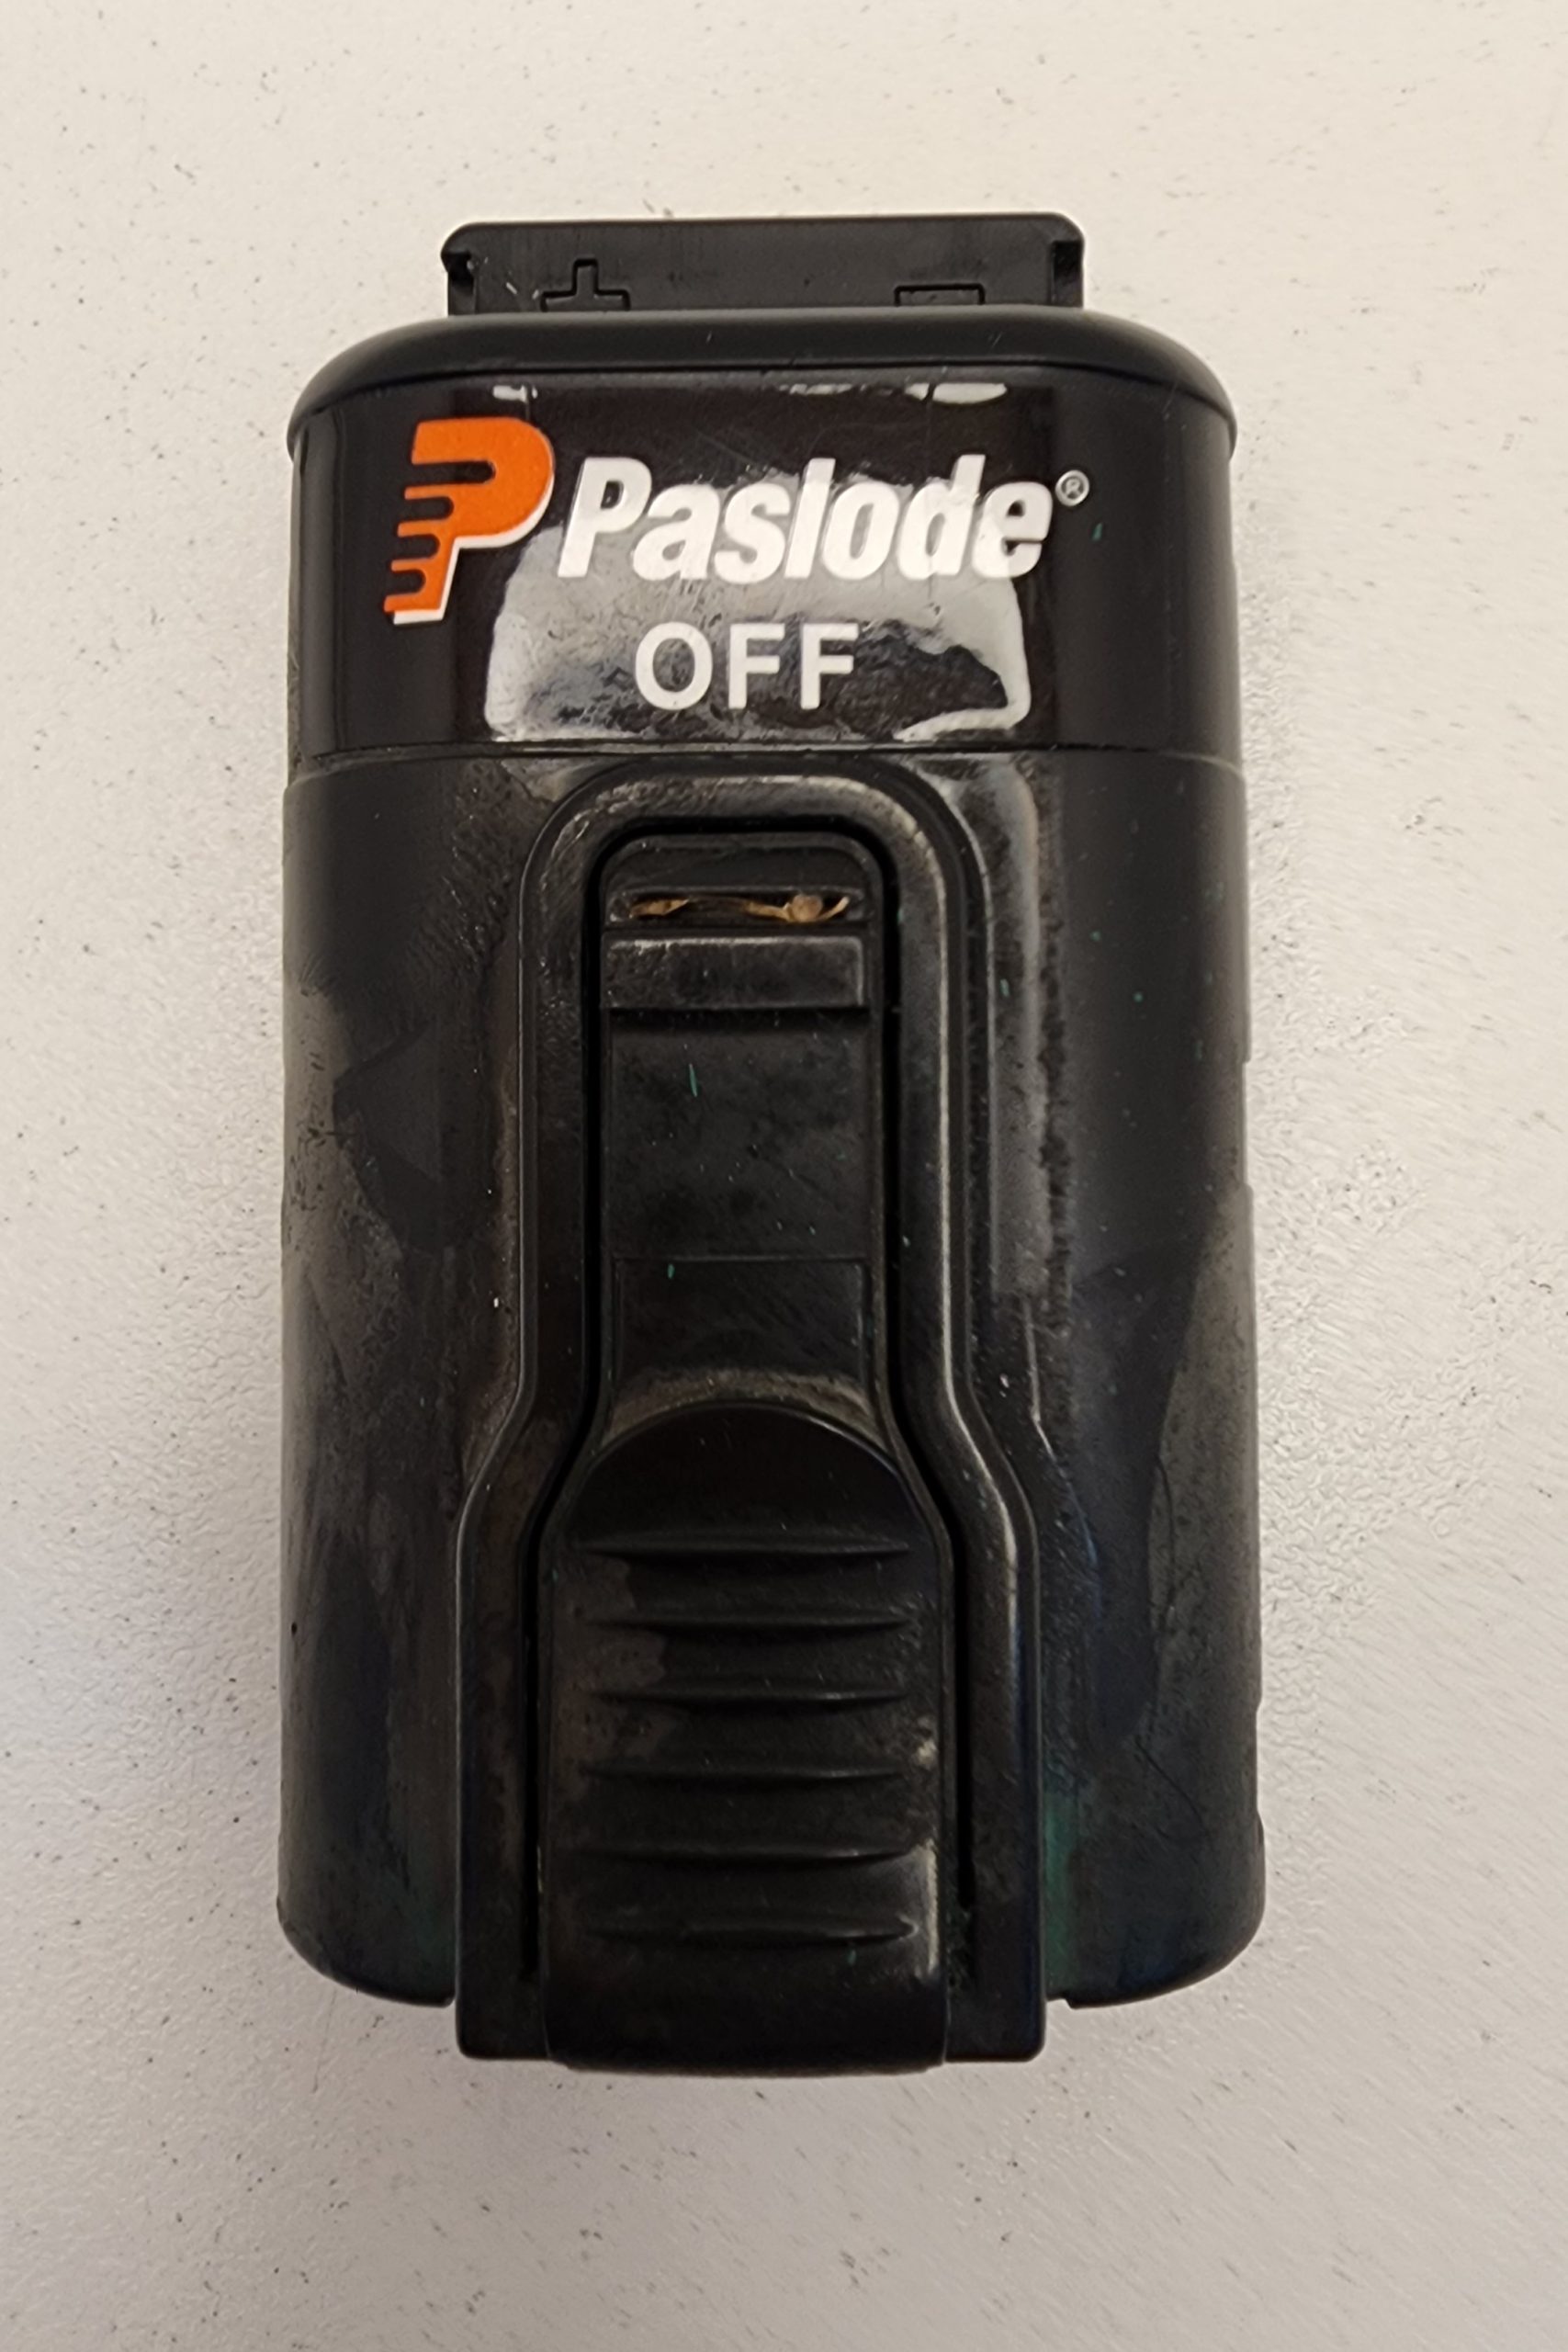 + -
Paslode®
OFF